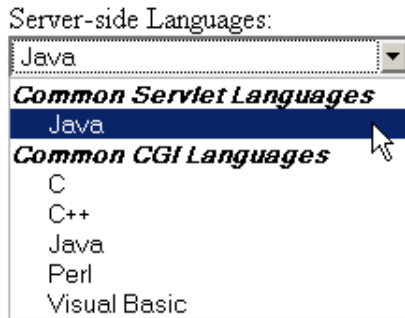 Server-side Languages:
Java
Common Servlet Languages
Java
Common CGI Languages
C
C++
Java
Perl
Visual Basic